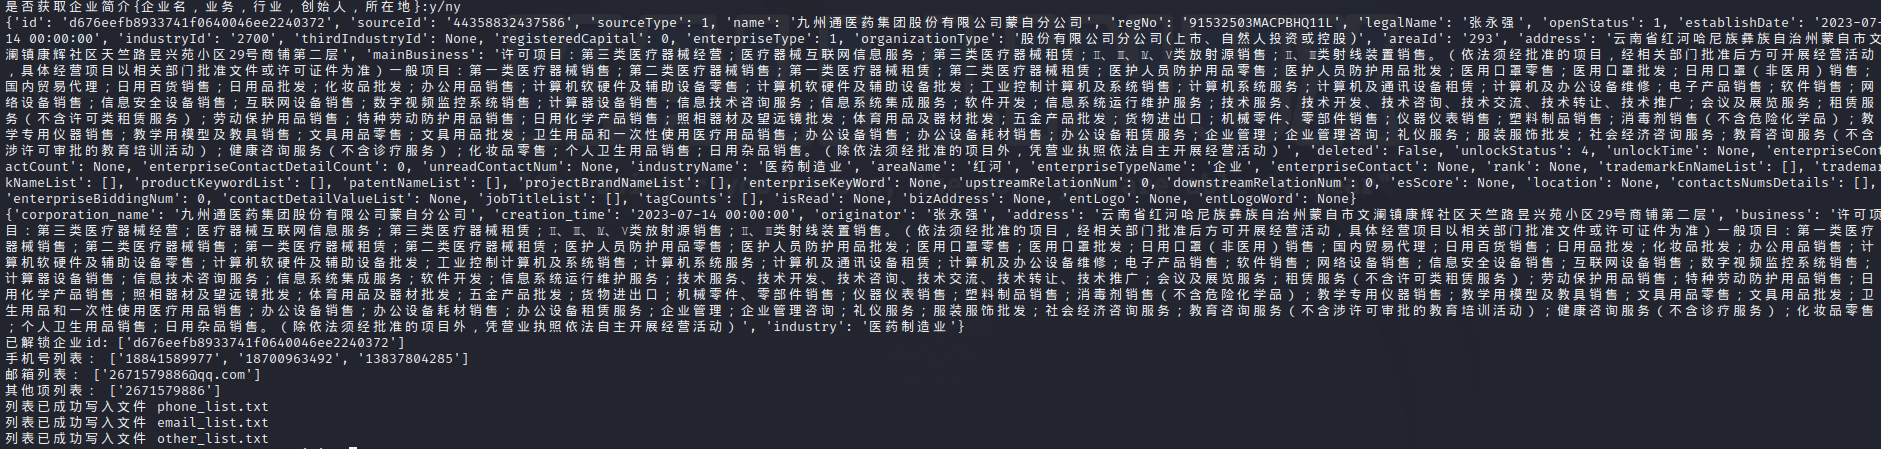 是否获取企业简介{企业名,业务,行业,创始人,所在地}:y/ny
{'id': 'd676eefb8933741f0640046ee2240372', 'sourceId': '44358832437586', 'sourceType': 1, 'name': '九州通医药集团股份有限公司蒙自分公司', 'regNo': '91532503MACPBHQ11L', 'legalName': '张永强', 'openStatus': 1, 'establishDate': '2023-07-
14 00:00:00', 'industryId': '2700', 'thirdIndustryId': None, 'registeredCapital': 0, 'enterpriseType': 1, 'organizationType': '股份有限公司分公司(上市、自然人投资或控股)', 'areaId': '293', 'address': '云南省红河哈尼族彝族自治州蒙自市文
澜镇康辉社区天竺路昱兴苑小区29号商铺第二层', 'mainBusiness': '许可项目：第三类医疗器械经营；医疗器械互联网信息服务；第三类医疗器械租赁；Ⅱ、Ⅲ、Ⅳ、Ⅴ类放射源销售；Ⅱ、Ⅲ类射线装置销售。（依法须经批准的项目，经相关部门批准后方可开展经营活动
，具体经营项目以相关部门批准文件或许可证件为准）一般项目：第一类医疗器械销售；第二类医疗器械销售；第一类医疗器械租赁；第二类医疗器械租赁；医护人员防护用品零售；医护人员防护用品批发；医用口罩零售；医用口罩批发；日用口罩（非医用）销售；
国内贸易代理；日用百货销售；日用品批发；化妆品批发；办公用品销售；计算机软硬件及辅助设备零售；计算机软硬件及辅助设备批发；工业控制计算机及系统销售；计算机系统服务；计算机及通讯设备租赁；计算机及办公设备维修；电子产品销售；软件销售；网
络设备销售；信息安全设备销售；互联网设备销售；数字视频监控系统销售；计算器设备销售；信息技术咨询服务；信息系统集成服务；软件开发；信息系统运行维护服务；技术服务、技术开发、技术咨询、技术交流、技术转让、技术推广；会议及展览服务；租赁服
务（不含许可类租赁服务）；劳动保护用品销售；特种劳动防护用品销售；日用化学产品销售；照相器材及望远镜批发；体育用品及器材批发；五金产品批发；货物进出口；机械零件、零部件销售；仪器仪表销售；塑料制品销售；消毒剂销售（不含危险化学品）；教
学专用仪器销售；教学用模型及教具销售；文具用品零售；文具用品批发；卫生用品和一次性使用医疗用品销售；办公设备销售；办公设备耗材销售；办公设备租赁服务；企业管理；企业管理咨询；礼仪服务；服装服饰批发；社会经济咨询服务；教育咨询服务（不含
涉许可审批的教育培训活动）；健康咨询服务（不含诊疗服务）；化妆品零售；个人卫生用品销售；日用杂品销售。（除依法须经批准的项目外，凭营业执照依法自主开展经营活动）', 'deleted': False, 'unlockStatus': 4, 'unlockTime': None, 'enterpriseCont
actCount': None, 'enterpriseContactDetailCount': 0, 'unreadContactNum': None, 'industryName': '医药制造业', 'areaName': '红河', 'enterpriseTypeName': '企业', 'enterpriseContact': None, 'rank': None, 'trademarkEnNameList': [], 'tradema
rkNameList': [], 'productKeywordList': [], 'patentNameList': [], 'projectBrandNameList': [], 'enterpriseKeyWord': None, 'upstreamRelationNum': 0, 'downstreamRelationNum': 0, 'esScore': None, 'location': None, 'contactsNumsDetails': [],
'enterpriseBiddingNum': 0, 'contactDetailValueList': None, 'jobTitleList': [], 'tagCounts': [], 'isRead': None, 'bizAddress': None, 'entLogo': None, 'entLogoWord': None}
{'corporation_name': '九州通医药集团股份有限公司蒙自分公司', 'creation_time': '2023-07-14 00:00:00', 'originator': '张永强', 'address': '云南省红河哈尼族彝族自治州蒙自市文澜镇康辉社区天竺路昱兴苑小区29号商铺第二层', 'business': '许可项
目：第三类医疗器械经营；医疗器械互联网信息服务；第三类医疗器械租赁；Ⅱ、Ⅲ、Ⅳ、Ⅴ类放射源销售；Ⅱ、Ⅲ类射线装置销售。（依法须经批准的项目，经相关部门批准后方可开展经营活动，具体经营项目以相关部门批准文件或许可证件为准）一般项目：第一类医疗
器械销售；第二类医疗器械销售；第一类医疗器械租赁；第二类医疗器械租赁；医护人员防护用品零售；医护人员防护用品批发；医用口罩零售；医用口罩批发；日用口罩（非医用）销售；国内贸易代理；日用百货销售；日用品批发；化妆品批发；办公用品销售；计
算机软硬件及辅助设备零售；计算机软硬件及辅助设备批发；工业控制计算机及系统销售；计算机系统服务；计算机及通讯设备租赁；计算机及办公设备维修；电子产品销售；软件销售；网络设备销售；信息安全设备销售；互联网设备销售；数字视频监控系统销售；
计算器设备销售；信息技术咨询服务；信息系统集成服务；软件开发；信息系统运行维护服务；技术服务、技术开发、技术咨询、技术交流、技术转让、技术推广；会议及展览服务；租赁服务（不含许可类租赁服务）；劳动保护用品销售；特种劳动防护用品销售；日
用化学产品销售；照相器材及望远镜批发；体育用品及器材批发；五金产品批发；货物进出口；机械零件、零部件销售；仪器仪表销售；塑料制品销售；消毒剂销售（不含危险化学品）；教学专用仪器销售；教学用模型及教具销售；文具用品零售；文具用品批发；卫
生用品和一次性使用医疗用品销售；办公设备销售；办公设备耗材销售；办公设备租赁服务；企业管理；企业管理咨询；礼仪服务；服装服饰批发；社会经济咨询服务；教育咨询服务（不含涉许可审批的教育培训活动）；健康咨询服务（不含诊疗服务）；化妆品零售
；个人卫生用品销售；日用杂品销售。（除依法须经批准的项目外，凭营业执照依法自主开展经营活动）', 'industry': '医药制造业'}
已解锁企业id: ['d676eefb8933741f0640046ee2240372']
手机号列表： ['18841589977', '18700963492', '13837804285']
邮箱列表： ['2671579886@qq.com']
其他项列表： ['2671579886']
列表已成功写入文件 phone_list.txt
列表已成功写入文件 email_list.txt
列表已成功写入文件 other_list.txt